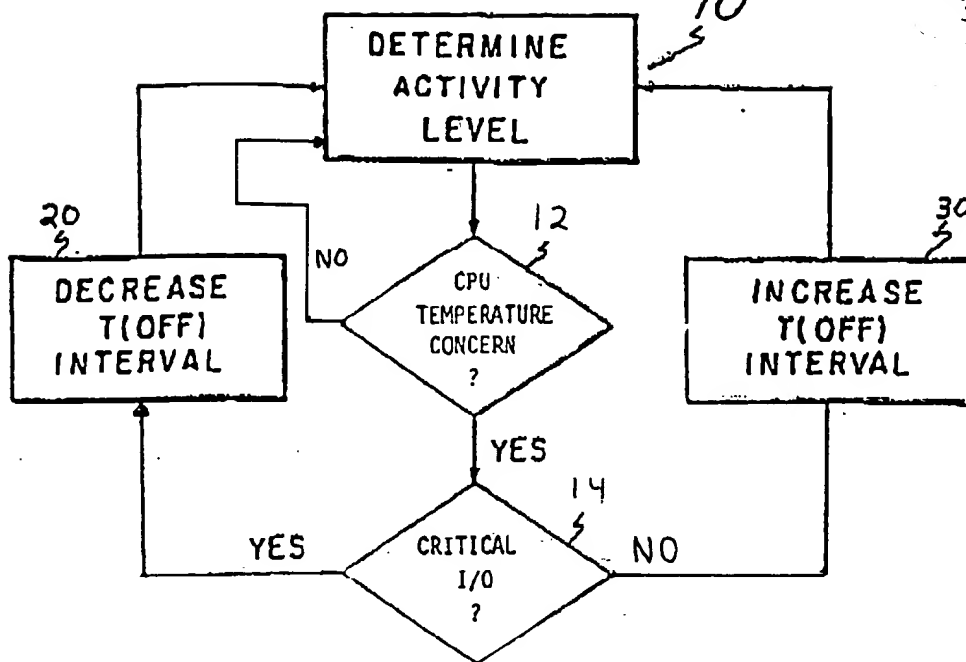 10
DETERMINE
ACTIVITY
LEVEL
20
12
30
NO
DECREASE
T(OFF)
INTERVAL
CPU
TEMPERATURE
CONCERN
?
INCREASE
T(OFF)
INTERVAL
YES
14
YES
CRITICAL
I/O
?
NO